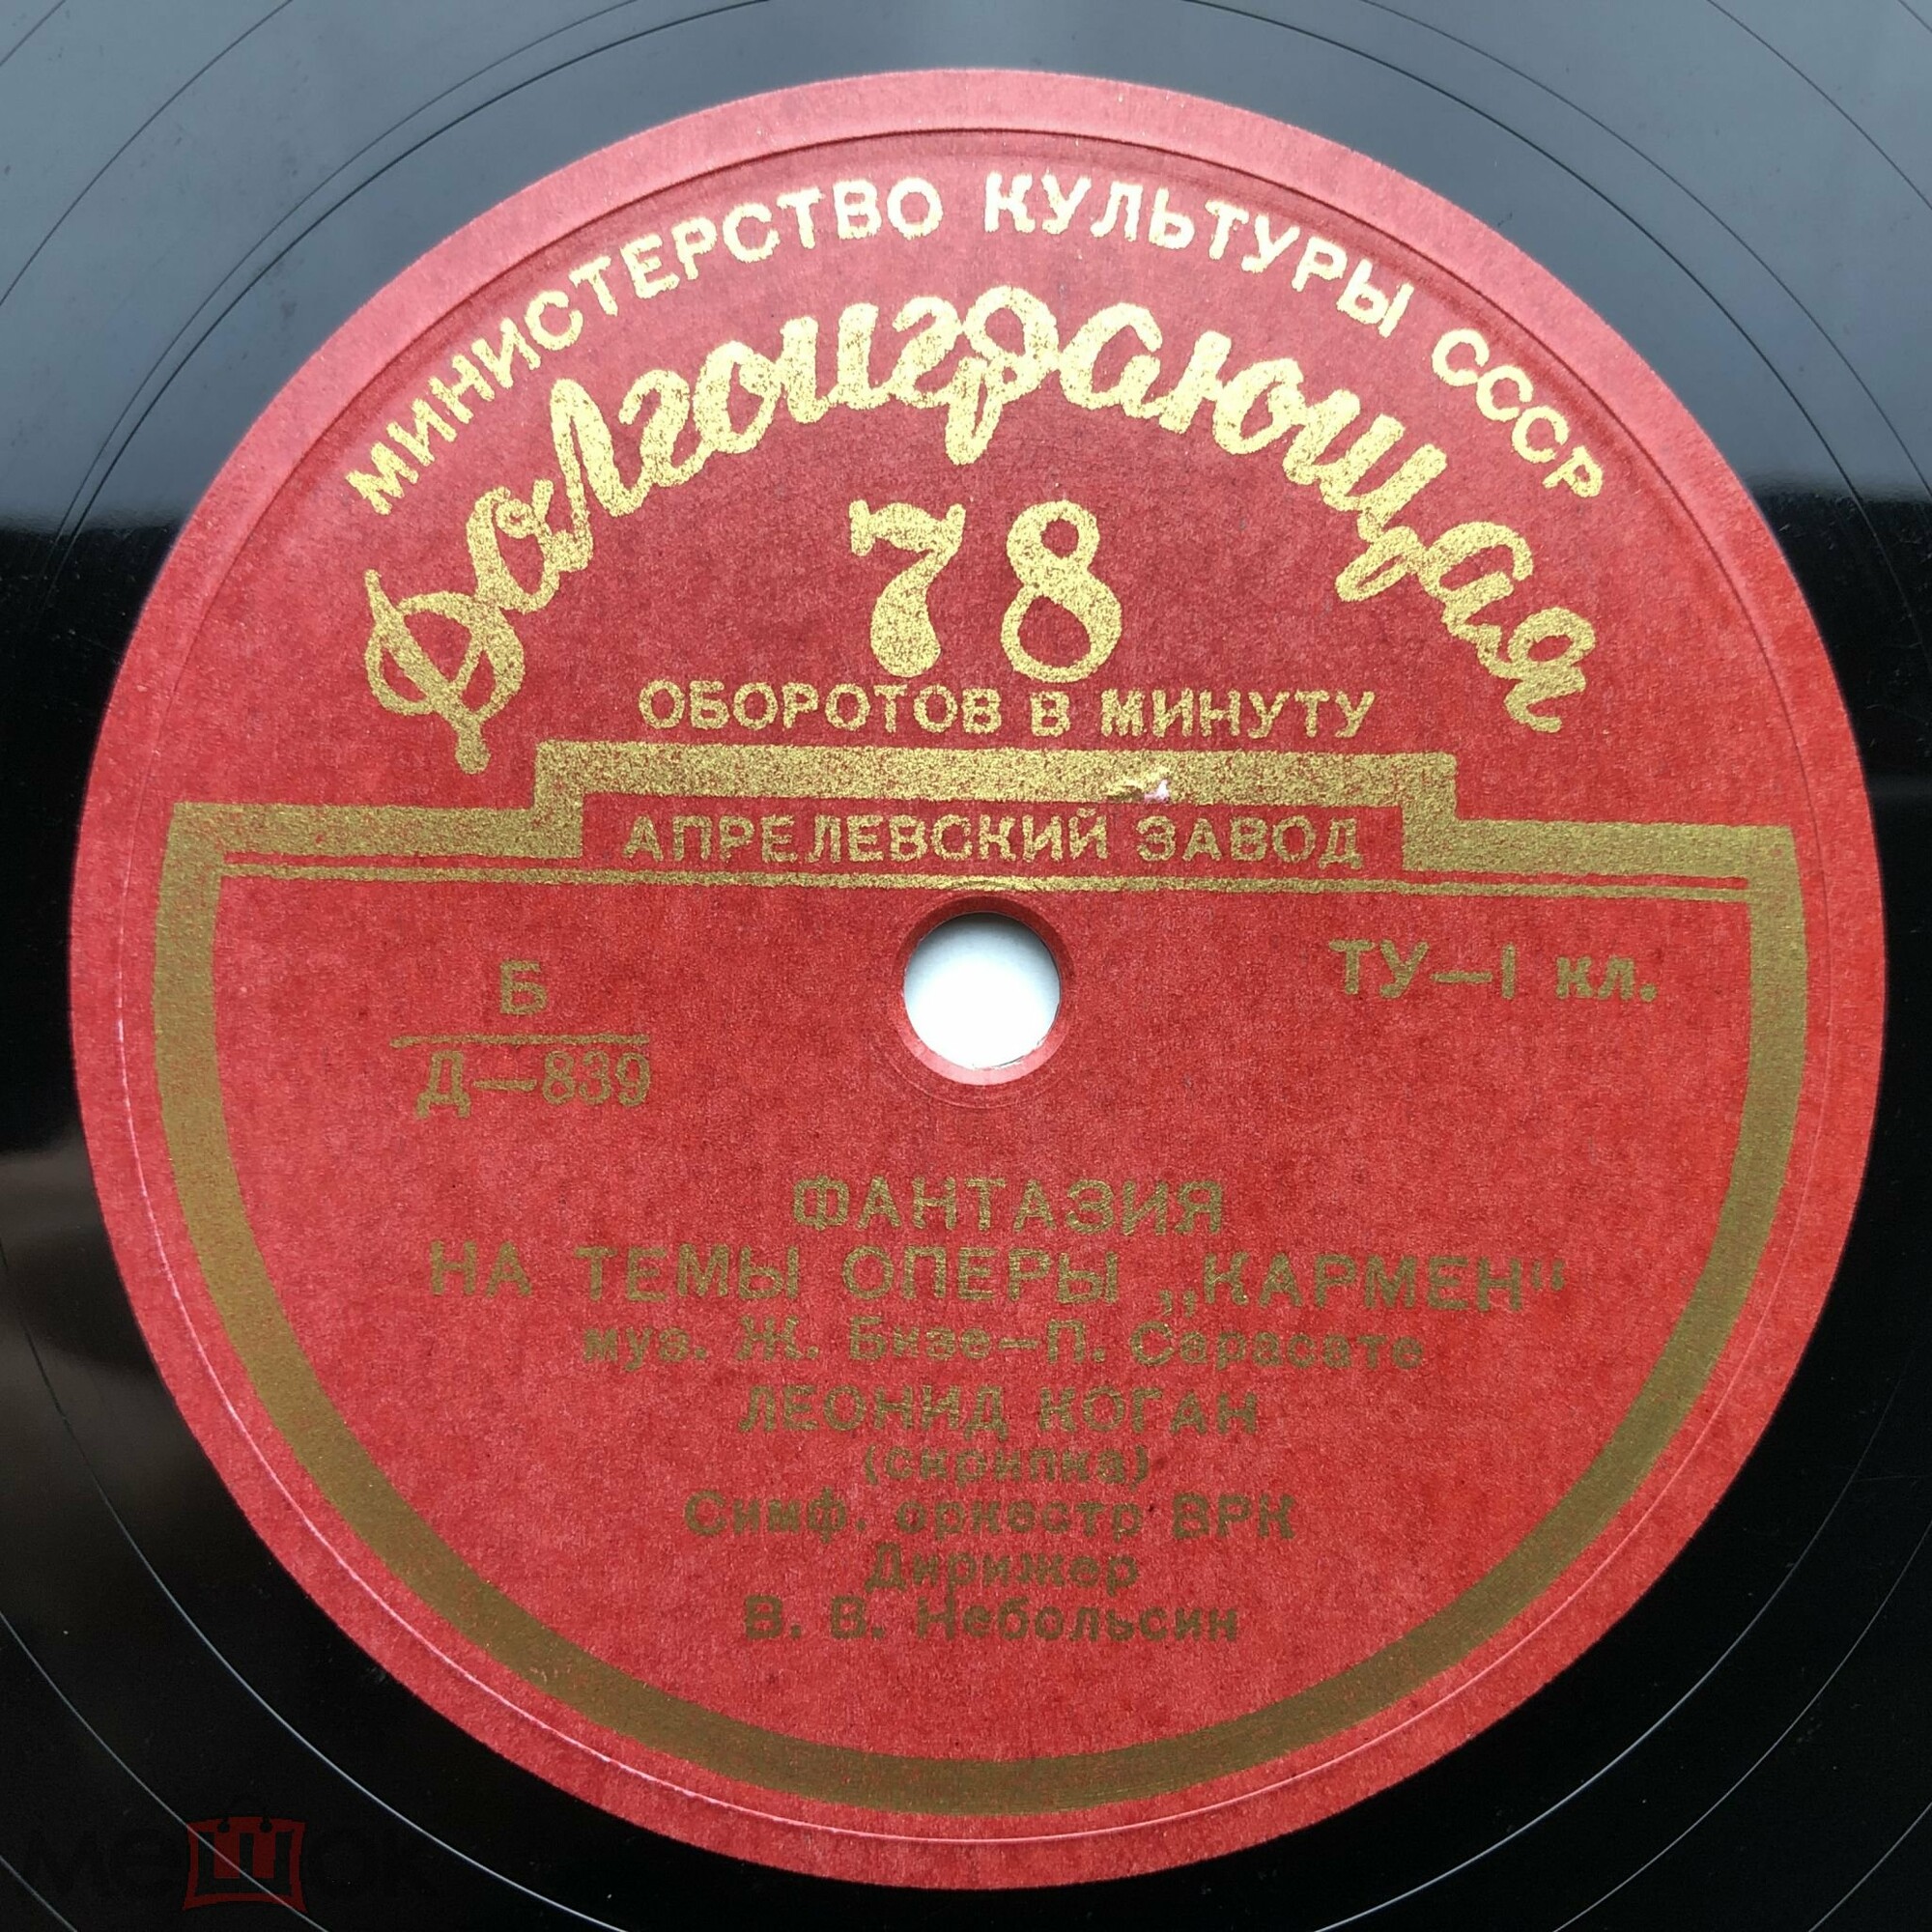 МИНИСТЕРСТВО КУЛЬТУРЫ СССР
Долгоиграющая
78
ОБОРОТОВ В МИНУТУ
АПРЕЛЕВСКИЙ ЗАВОД
Б
Д—839
ТУ—I кл.
ФАНТАЗИЯ
НА ТЕМЫ ОПЕРЫ „КАРМЕН“
муз. Ж. Бизе—П. Сарасате
ЛЕОНИД КОГАН
(скрипка)
Симф. оркестр ВРК
Дирижер
В. В. Небольсин
мешок